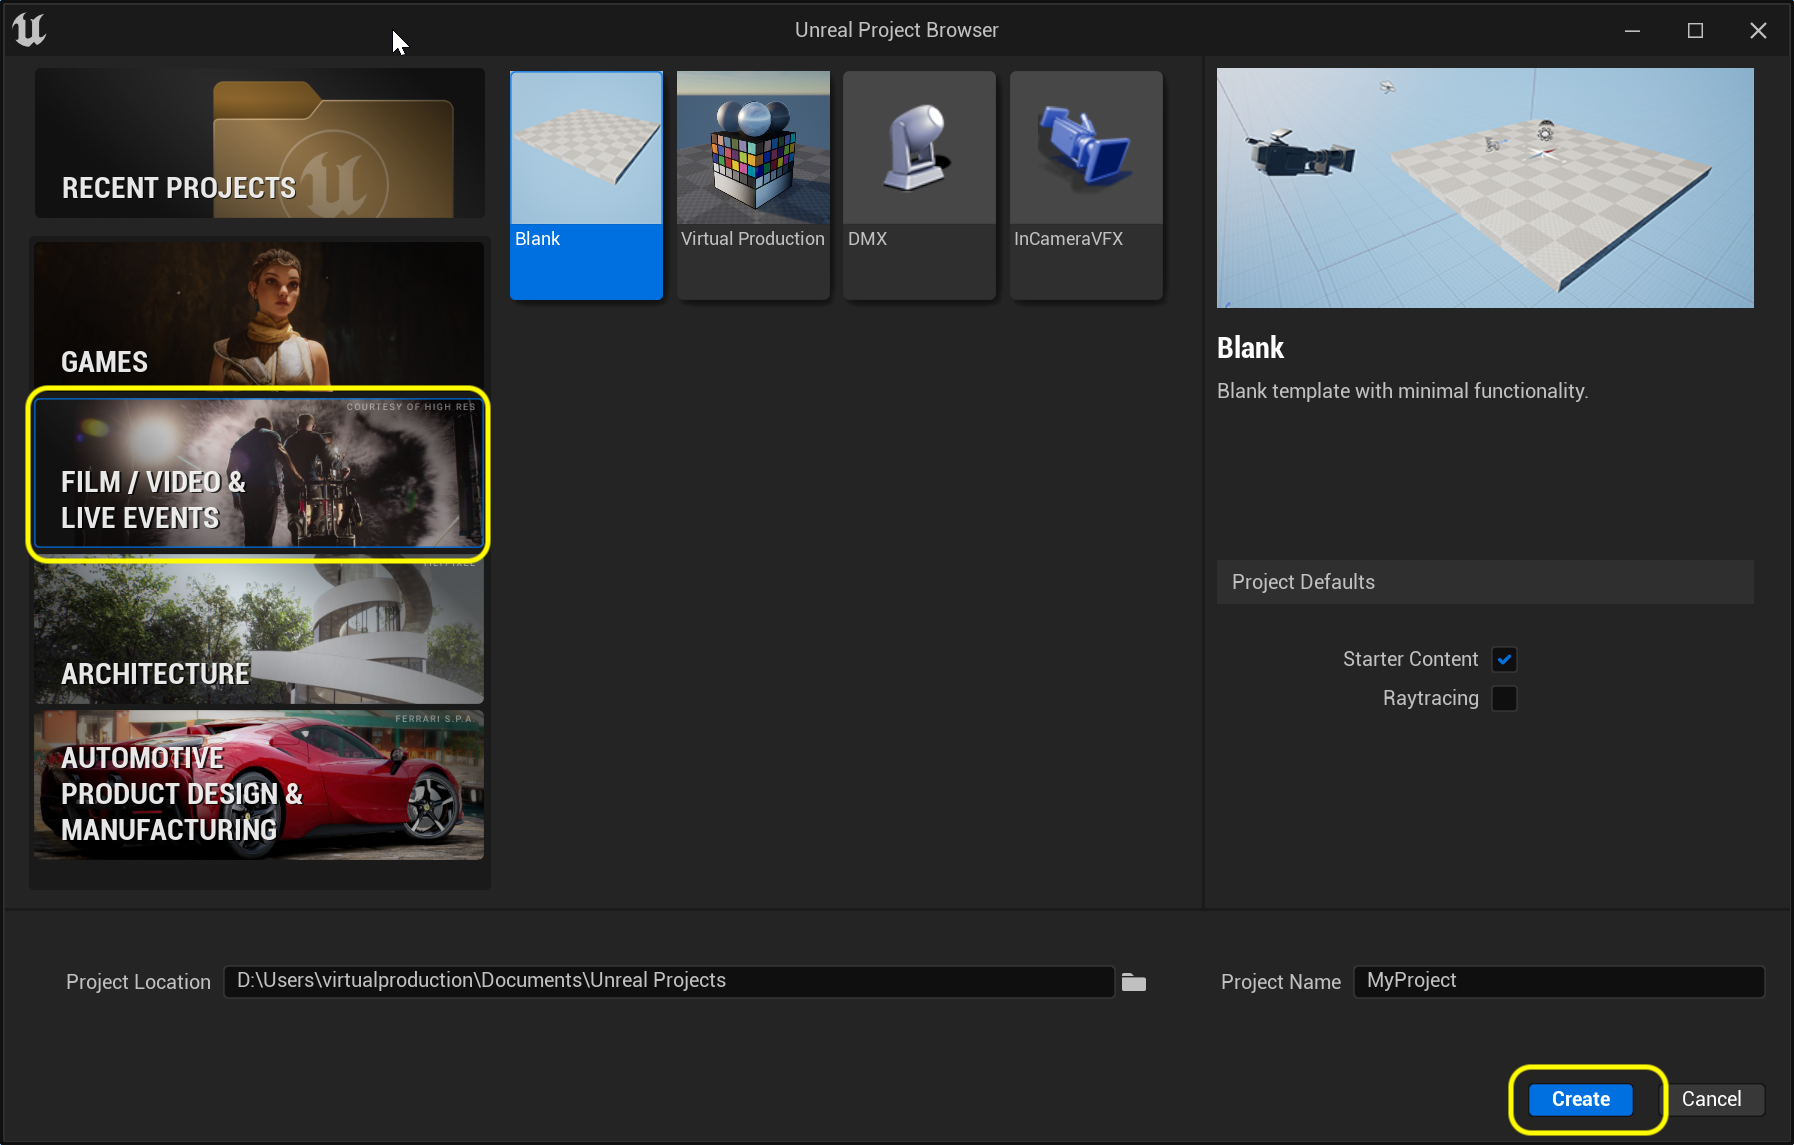 Unreal Project Browser
RECENT PROJECTS
GAMES
COURTESY OF HIGH RES
FILM / VIDEO &
LIVE EVENTS
ARCHITECTURE
FERRARI S.P.A.
AUTOMOTIVE
PRODUCT DESIGN &
MANUFACTURING
Blank
Virtual Production
DMX
InCameraVFX
Blank
Blank template with minimal functionality.
Project Defaults
Starter Content
Raytracing
Project Location
D:\Users\virtualproduction\Documents\Unreal Projects
Project Name
MyProject
Create
Cancel